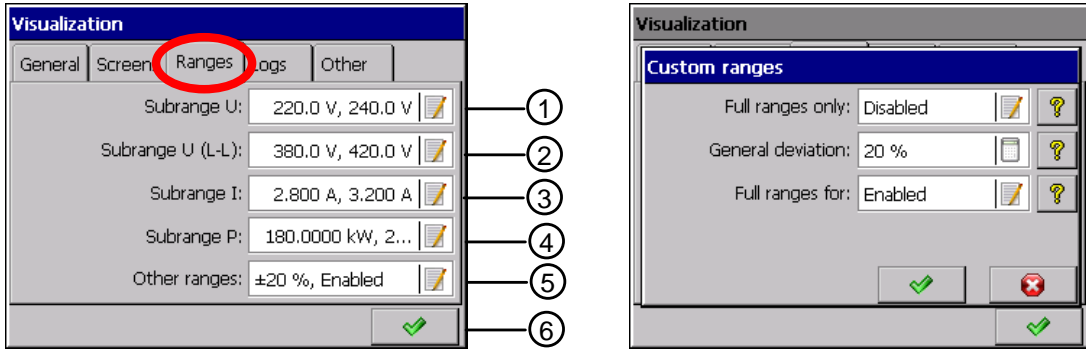 Visualization
General Screen Ranges Logs Other
Subrange U: 220.0 V, 240.0 V
Subrange U (L-L): 380.0 V, 420.0 V
Subrange I: 2.800 A, 3.200 A
Subrange P: 180.0000 kW, 2...
Other ranges: ±20 %, Enabled
1
2
3
4
5
6
Visualization
Custom ranges
Full ranges only: Disabled ?
General deviation: 20 % ?
Full ranges for: Enabled ?